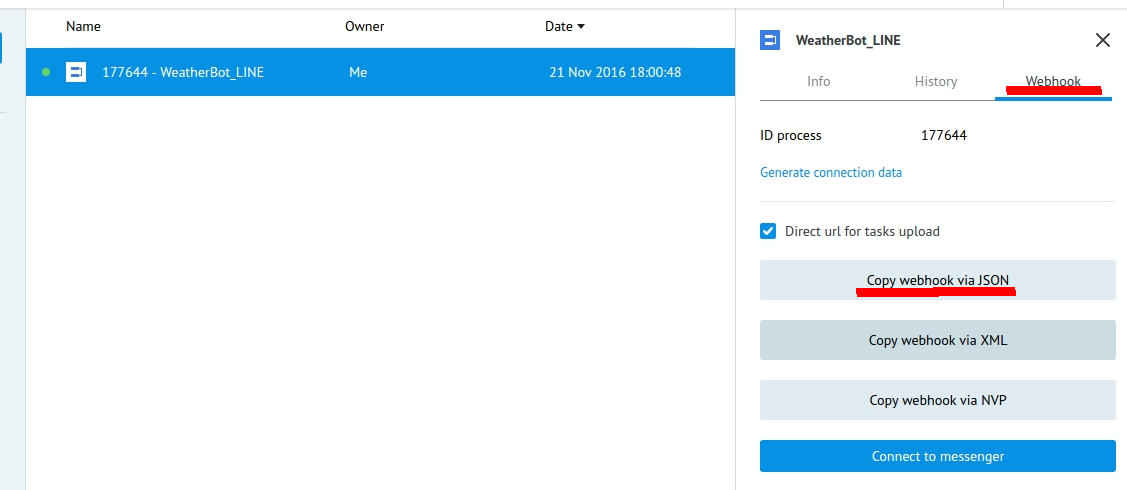 Name Owner Date
177644 - WeatherBot_LINE Me 21 Nov 2016 18:00:48
WeatherBot_LINE
Info History Webhook
ID process 177644
Generate connection data
Direct url for tasks upload
Copy webhook via JSON
Copy webhook via XML
Copy webhook via NVP
Connect to messenger